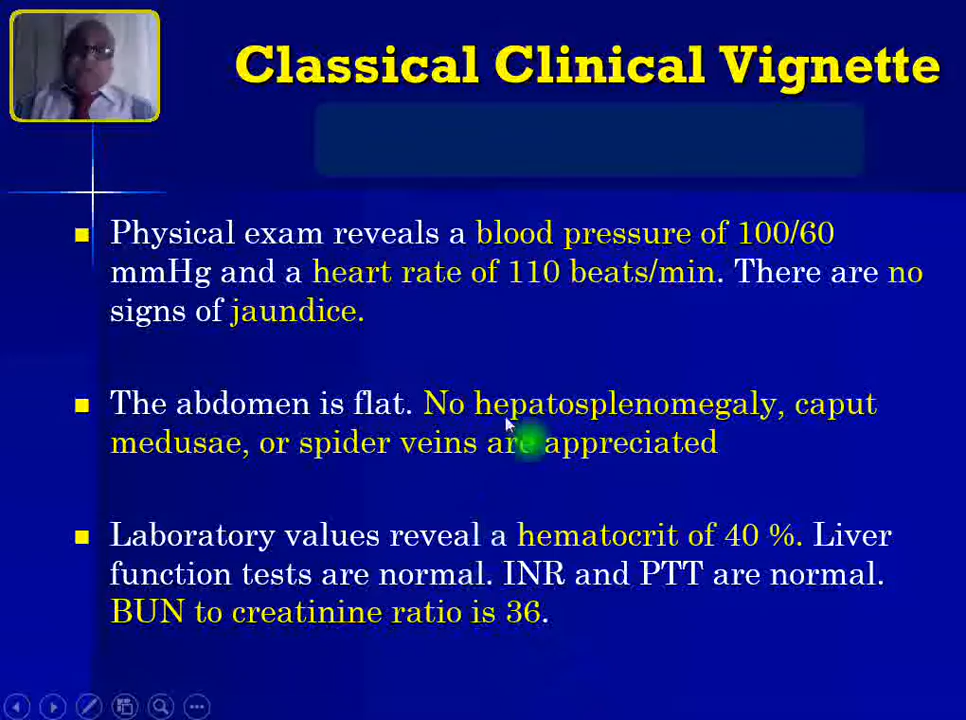 Classical Clinical Vignette
Physical exam reveals a blood pressure of 100/60
mmHg and a heart rate of 110 beats/min. There are no
signs of jaundice.
The abdomen is flat. No hepatosplenomegaly, caput
medusae, or spider veins are appreciated
Laboratory values reveal a hematocrit of 40 %. Liver
function tests are normal. INR and PTT are normal.
BUN to creatinine ratio is 36.